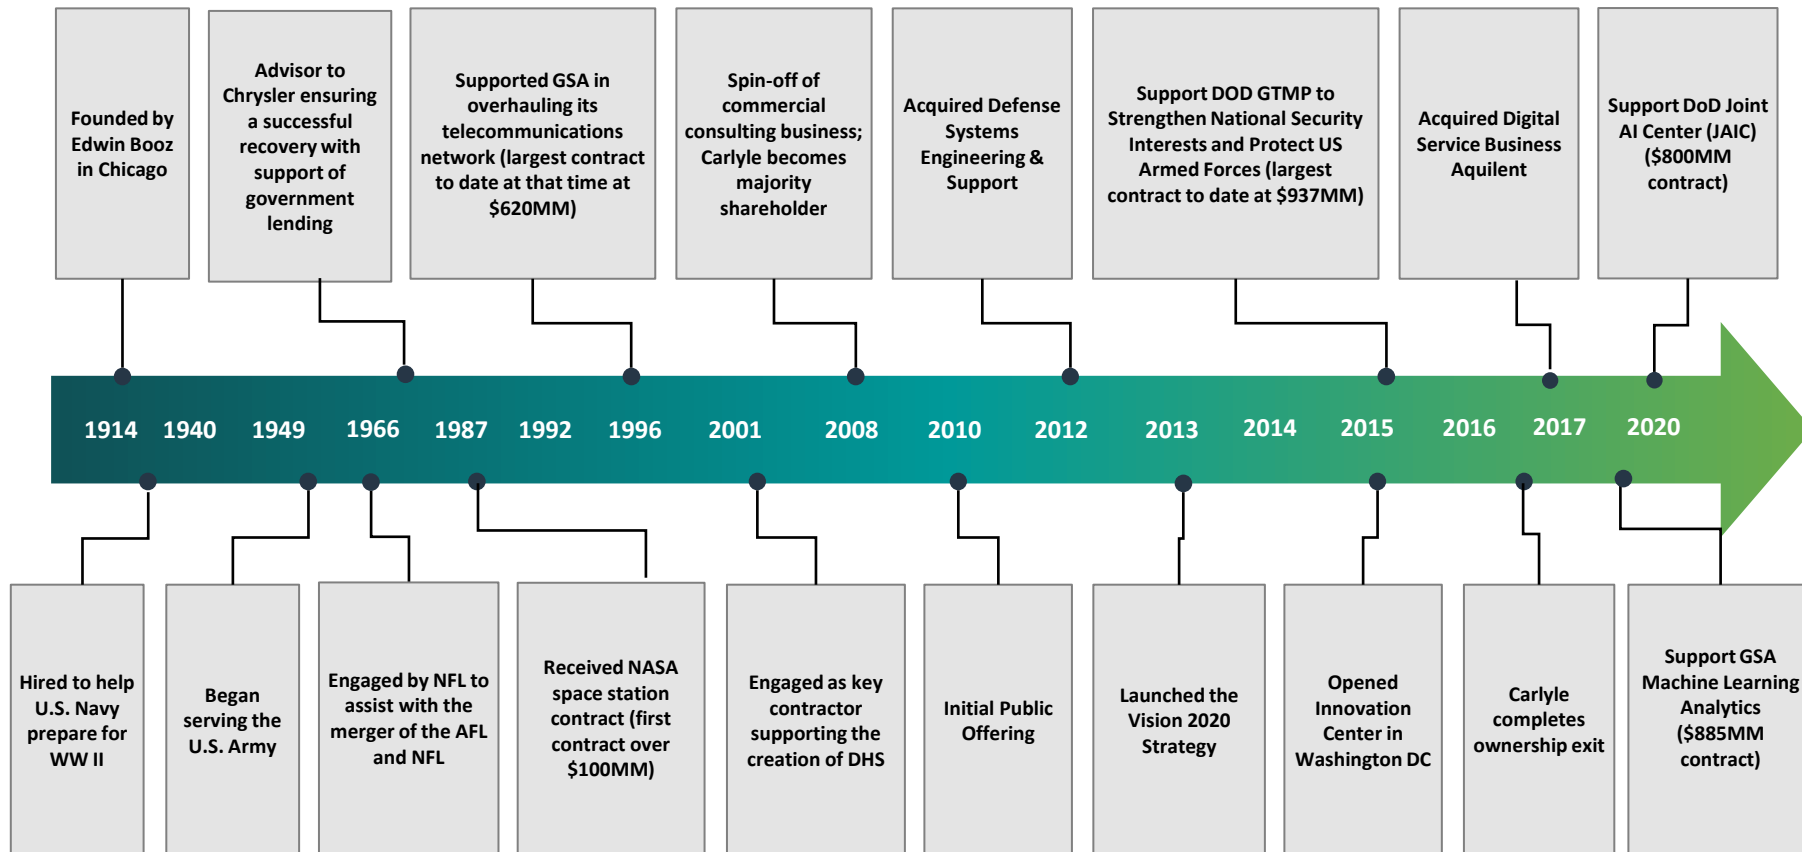 Founded by
Edwin Booz
in Chicago
Advisor to
Chrysler ensuring
a successful
recovery with
support of
government
lending
Supported GSA in
overhauling its
telecommunications
network (largest contract
to date at that time at
$620MM)
Spin-off of
commercial
consulting business;
Carlyle becomes
majority
shareholder
Acquired Defense
Systems
Engineering &
Support
Support DOD GTMP to
Strengthen National Security
Interests and Protect US
Armed Forces (largest
contract to date at $937MM)
Acquired Digital
Service Business
Aquilent
Support DoD Joint
AI Center (JAIC)
($800MM
contract)
1914 1940 1949 1966 1987 1992 1996 2001 2008 2010 2012 2013 2014 2015 2016 2017 2020
Hired to help
U.S. Navy
prepare for
WW II
Began
serving the
U.S. Army
Engaged by NFL to
assist with the
merger of the AFL
and NFL
Received NASA
space station
contract (first
contract over
$100MM)
Engaged as key
contractor
supporting the
creation of DHS
Initial Public
Offering
Launched the
Vision 2020
Strategy
Opened
Innovation
Center in
Washington DC
Carlyle
completes
ownership exit
Support GSA
Machine Learning
Analytics
($885MM
contract)